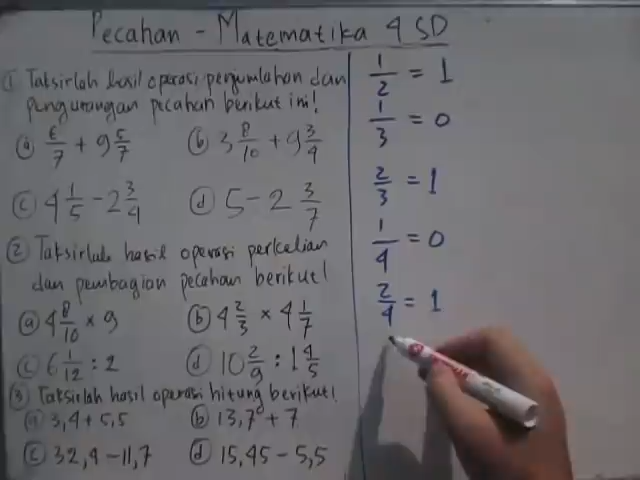 Pecahan - Matematika 4 SD
① Taksirlah hasil operasi penjumlahan dan
pengurangan pecahan berikut ini!
ⓐ 6/7 + 9 5/7 ⓑ 3 8/10 + 9 3/4
ⓒ 4 1/5 - 2 3/4 ⓓ 5 - 2 3/7
② Taksirlah hasil operasi perkalian
dan pembagian pecahan berikut!
ⓐ 4 8/10 × 9 ⓑ 4 2/3 × 4 1/7
ⓒ 6 1/12 : 2 ⓓ 10 2/9 : 1 4/5
③ Taksirlah hasil operasi hitung berikut!
ⓐ 3,4 + 5,5 ⓑ 13,7 + 7
ⓒ 32,4 - 11,7 ⓓ 15,45 - 5,5
1/2 = 1
1/3 = 0
2/3 = 1
1/4 = 0
2/4 = 1